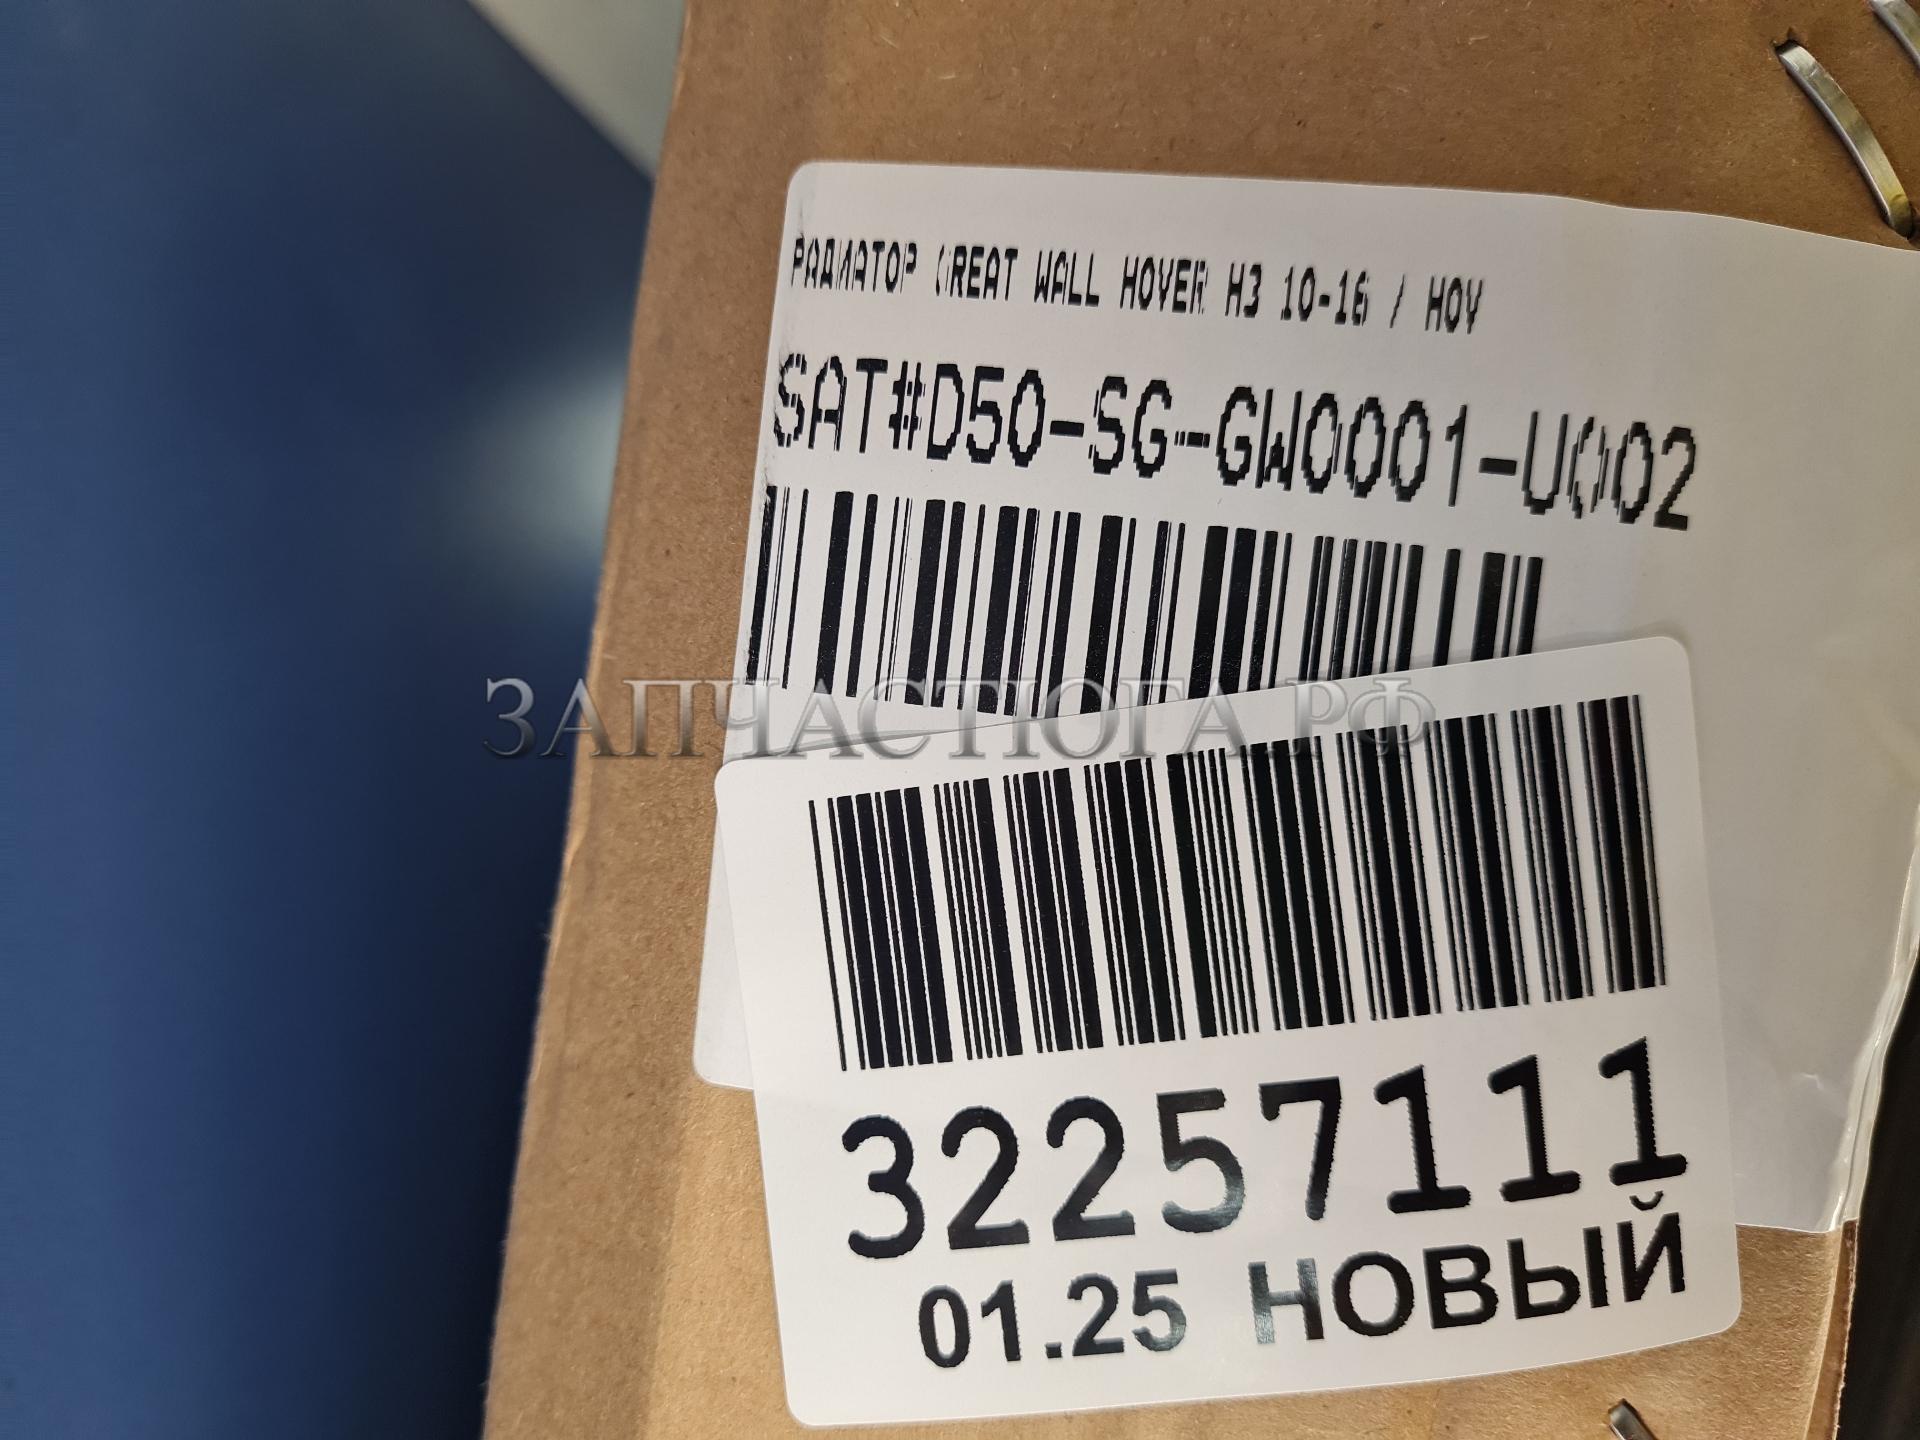 РАДИАТОР GREAT WALL HOVER H3 10-16 / HOV
SAT#D50-SG-GW0001-U002
ЗАПЧАСТЮГА.РФ
32257111
01.25 НОВЫЙ